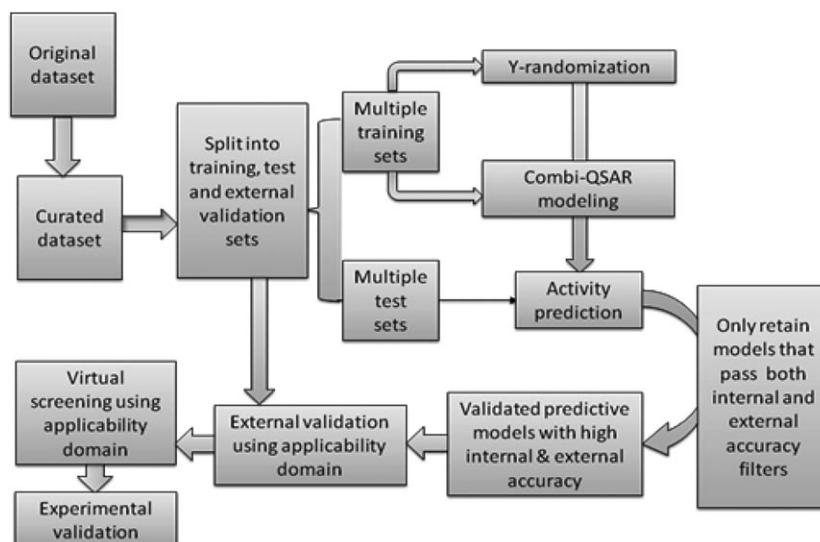 Original
dataset
Curated
dataset
Split into
training, test
and external
validation
sets
Multiple
training
sets
Multiple
test
sets
Y-randomization
Combi-QSAR
modeling
Activity
prediction
Only retain
models that
pass both
internal and
external
accuracy
filters
Validated predictive
models with high
internal & external
accuracy
External validation
using applicability
domain
Virtual
screening using
applicability
domain
Experimental
validation